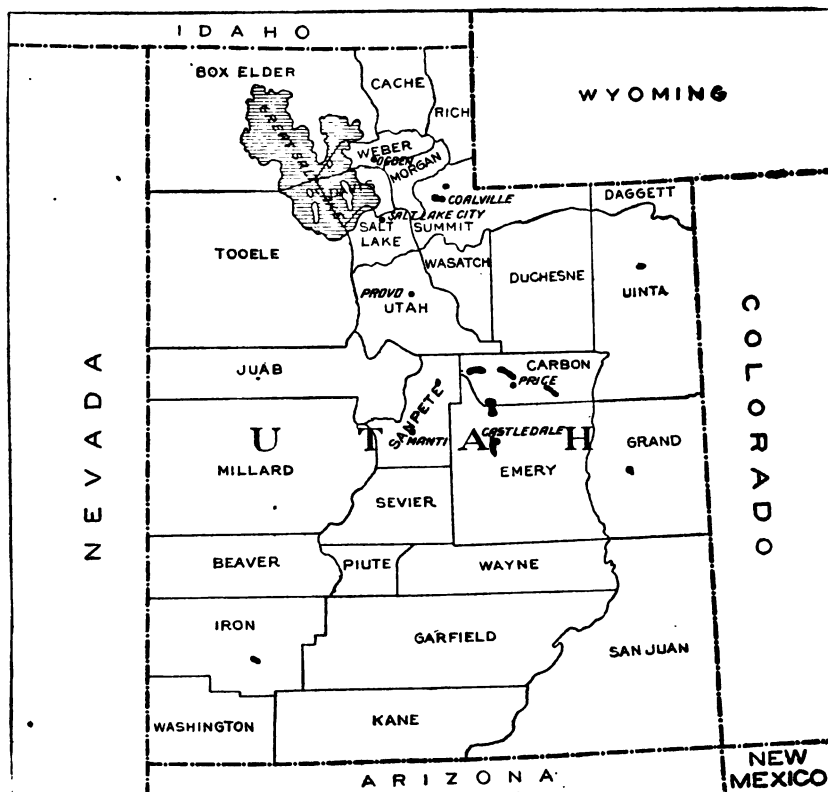 IDAHO
BOX ELDER
CACHE
RICH
WYOMING
GREAT SALT
WEBER
OGDEN
MORGAN
COALVILLE
DAGGETT
SALT LAKE CITY
SALT
LAKE
SUMMIT
TOOELE
WASATCH
DUCHESNE
UINTA
PROVO
UTAH
COLORADO
NEVADA
JUAB
CARBON
PRICE
SANPETE
U T A H
CASTLEDALE
MANTI
GRAND
MILLARD
EMERY
SEVIER
BEAVER
PIUTE
WAYNE
IRON
GARFIELD
SAN JUAN
WASHINGTON
KANE
ARIZONA
NEW
MEXICO